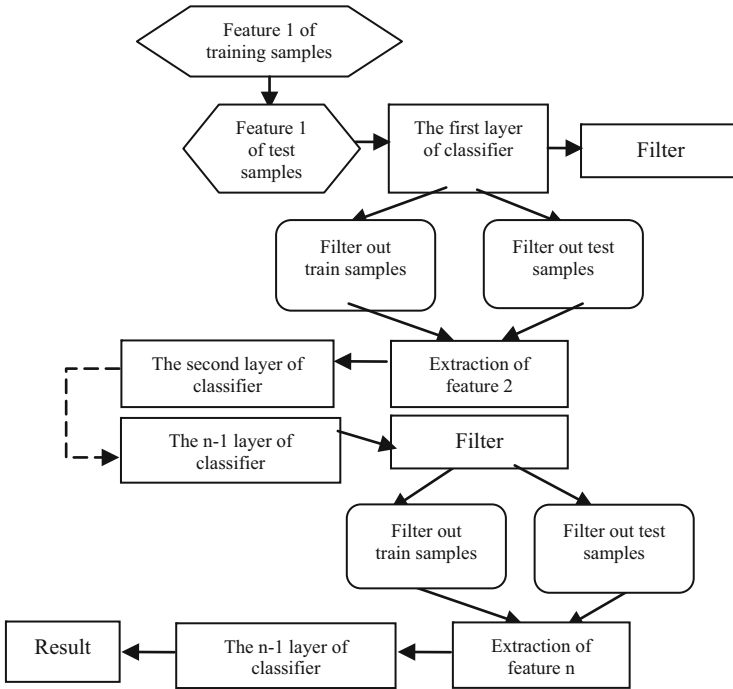 Feature 1 of
training samples
Feature 1
of test
samples
The first layer
of classifier
Filter
Filter out
train samples
Filter out test
samples
The second layer of
classifier
Extraction of
feature 2
The n-1 layer of
classifier
Filter
Filter out
train samples
Filter out test
samples
Result
The n-1 layer of
classifier
Extraction of
feature n